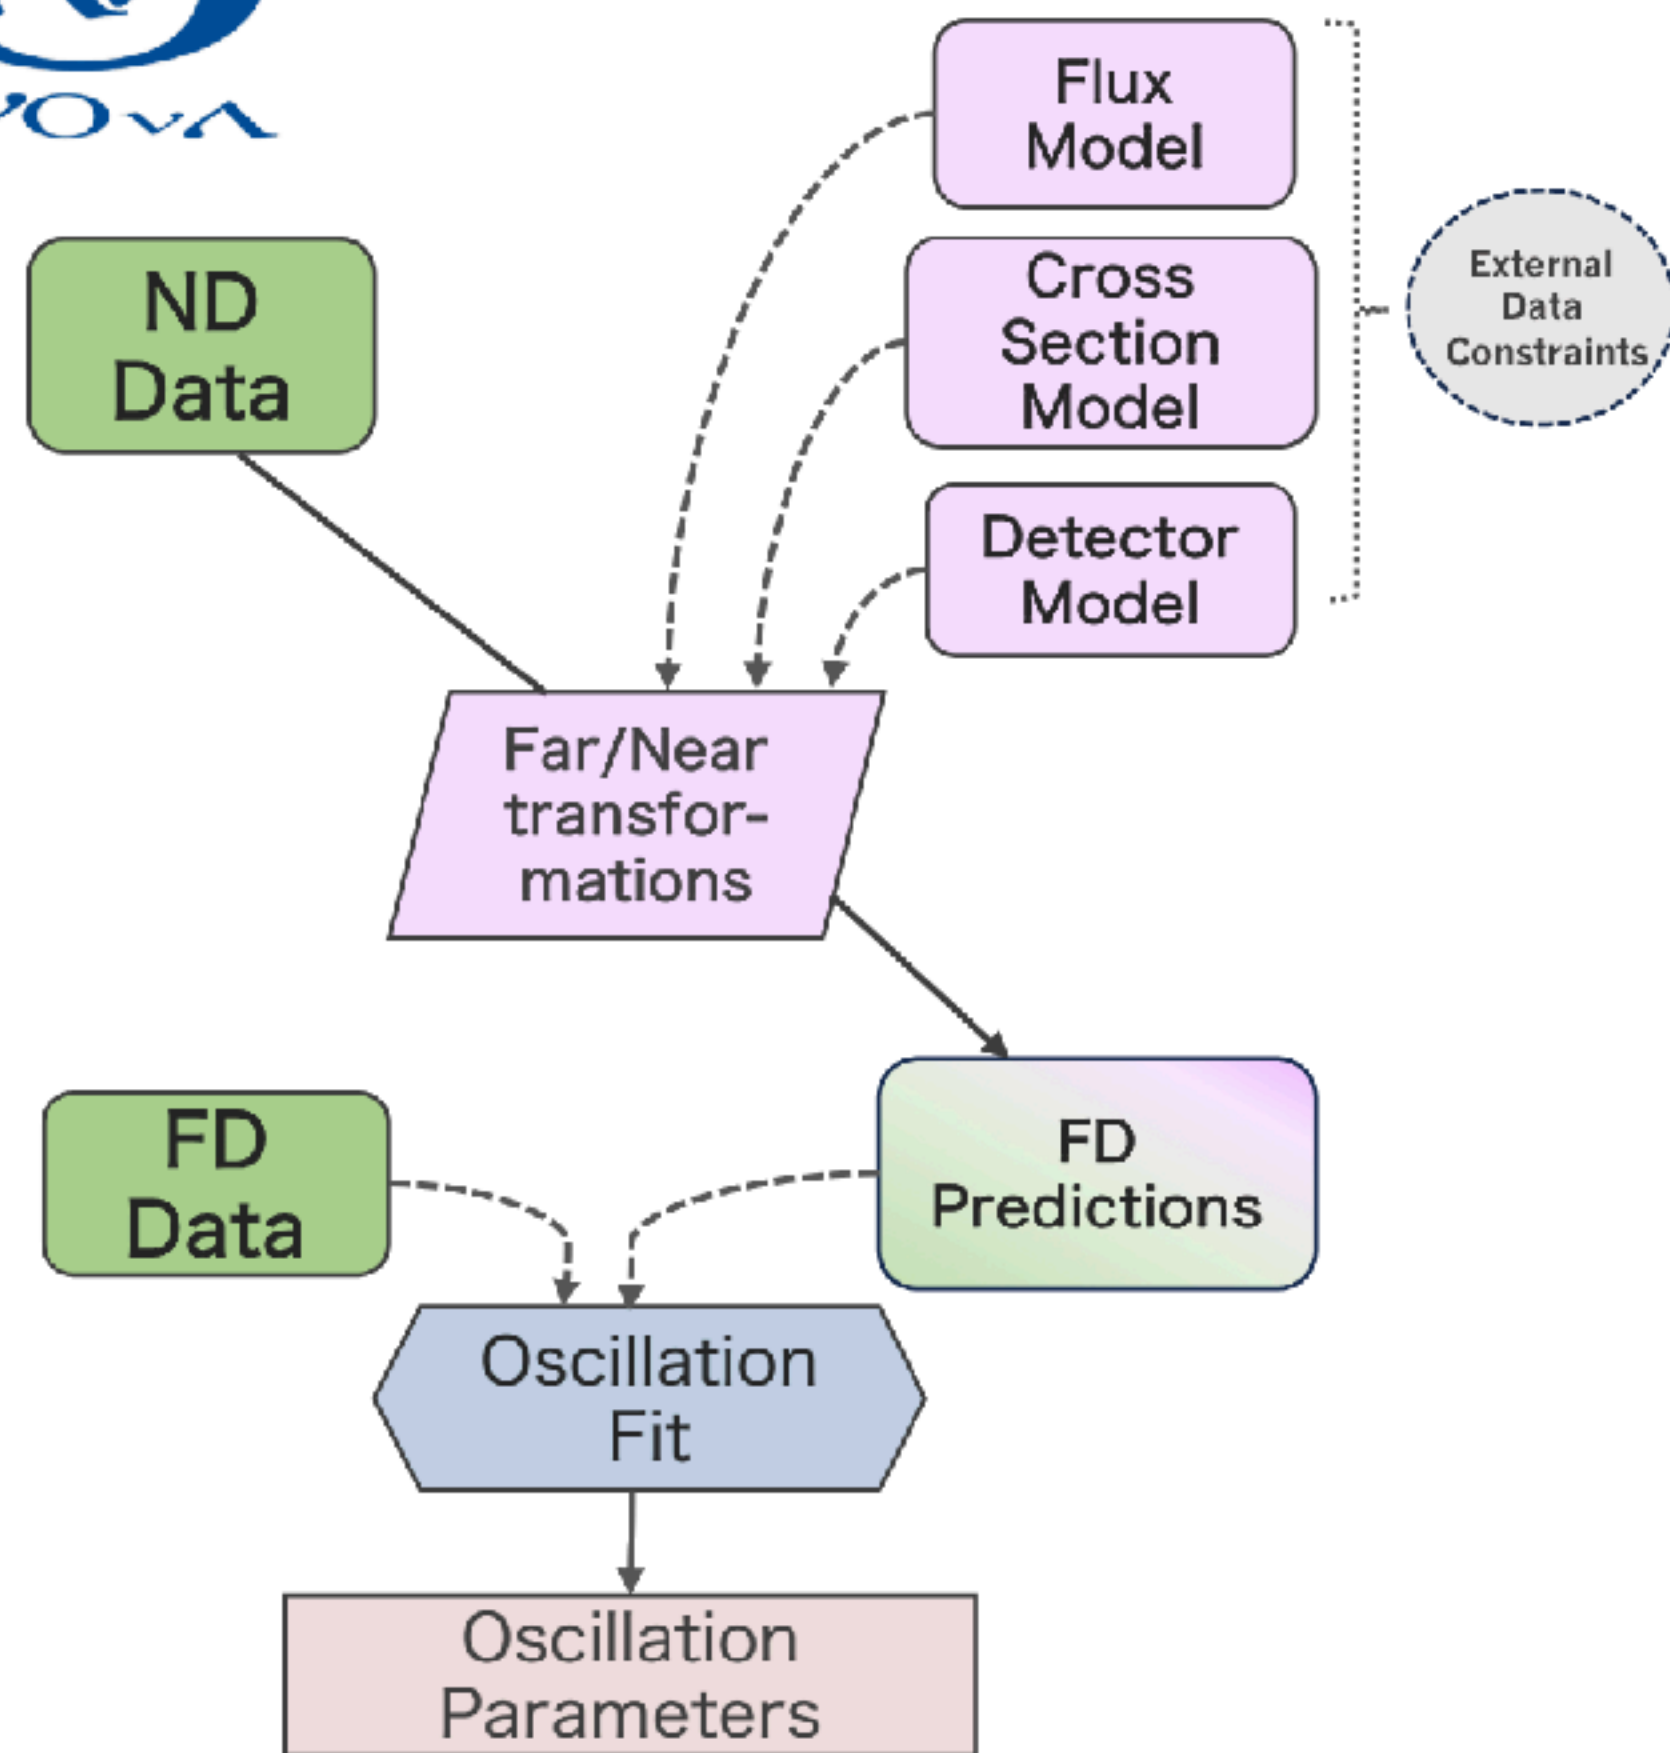 Flux
Model
ND
Data
Cross
Section
Model
External
Data
Constraints
Detector
Model
Far/Near
transfor-
mations
FD
Data
FD
Predictions
Oscillation
Fit
Oscillation
Parameters